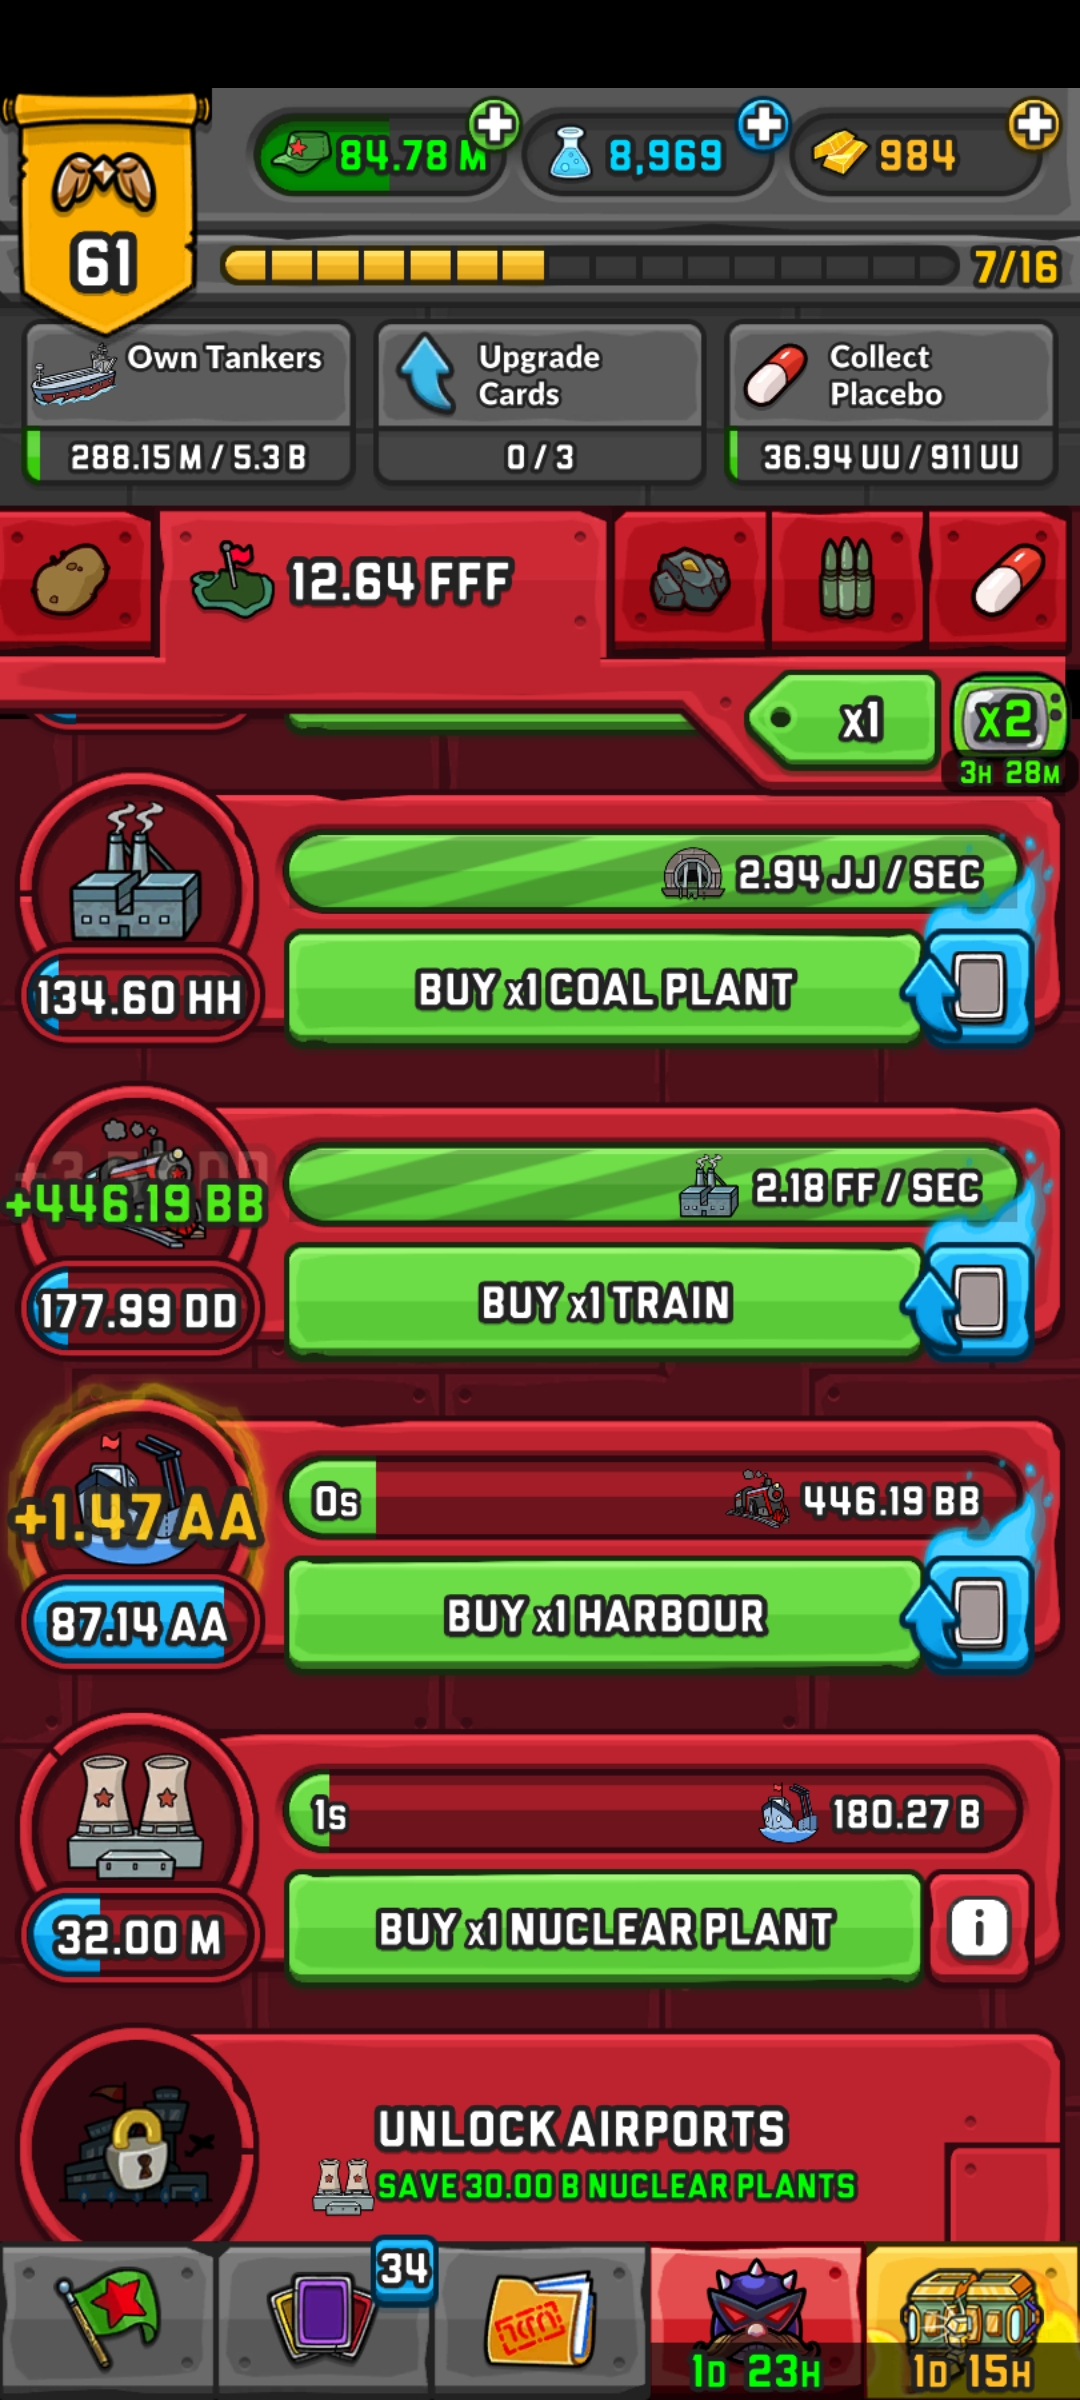 84.78 M
8,969
984
61
7/16
Own Tankers
288.15 M / 5.3 B
Upgrade
Cards
0 / 3
Collect
Placebo
36.94 UU / 911 UU
12.64 FFF
x1
x2
3H 28M
2.94 JJ / SEC
134.60 HH
BUY x1 COAL PLANT
2.18 FF / SEC
+446.19 BB
177.99 DD
BUY x1 TRAIN
0s
446.19 BB
+1.47 AA
87.14 AA
BUY x1 HARBOUR
1s
180.27 B
32.00 M
BUY x1 NUCLEAR PLANT
i
UNLOCK AIRPORTS
SAVE 30.00 B NUCLEAR PLANTS
34
1D 23H
1D 15H